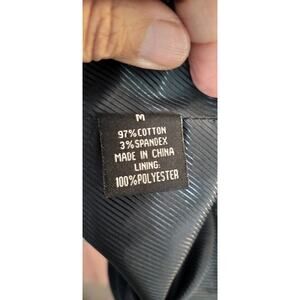 M
97%COTTON
3%SPANDEX
MADE IN CHINA
LINING:
100%POLYESTER